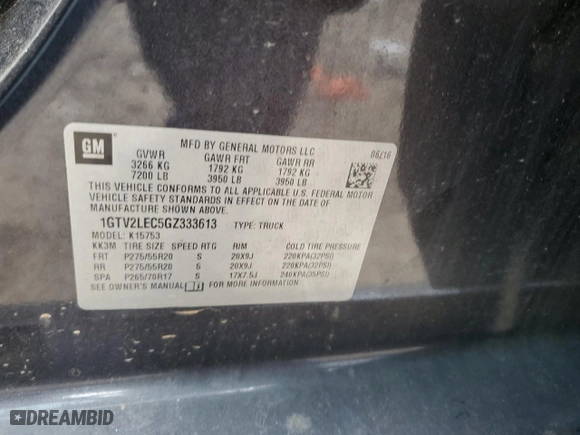 GM
MFD BY GENERAL MOTORS LLC
06/16
GVWR GAWR FRT GAWR RR
3266 KG 1792 KG 1792 KG
7200 LB 3950 LB 3950 LB
THIS VEHICLE CONFORMS TO ALL APPLICABLE U.S. FEDERAL MOTOR
VEHICLE SAFETY STANDARDS IN EFFECT ON THE DATE OF
MANUFACTURE SHOWN ABOVE.
1GTV2LEC5GZ333613 TYPE: TRUCK
MODEL: K15753
KK3M TIRE SIZE SPEED RTG RIM COLD TIRE PRESSURE
FRT P275/55R20 S 20X9J 220KPA(32PSI)
RR P275/55R20 S 20X9J 220KPA(32PSI)
SPA P265/70R17 S 17X7.5J 240KPA(35PSI)
SEE OWNER'S MANUAL FOR MORE INFORMATION.
DREAMBID